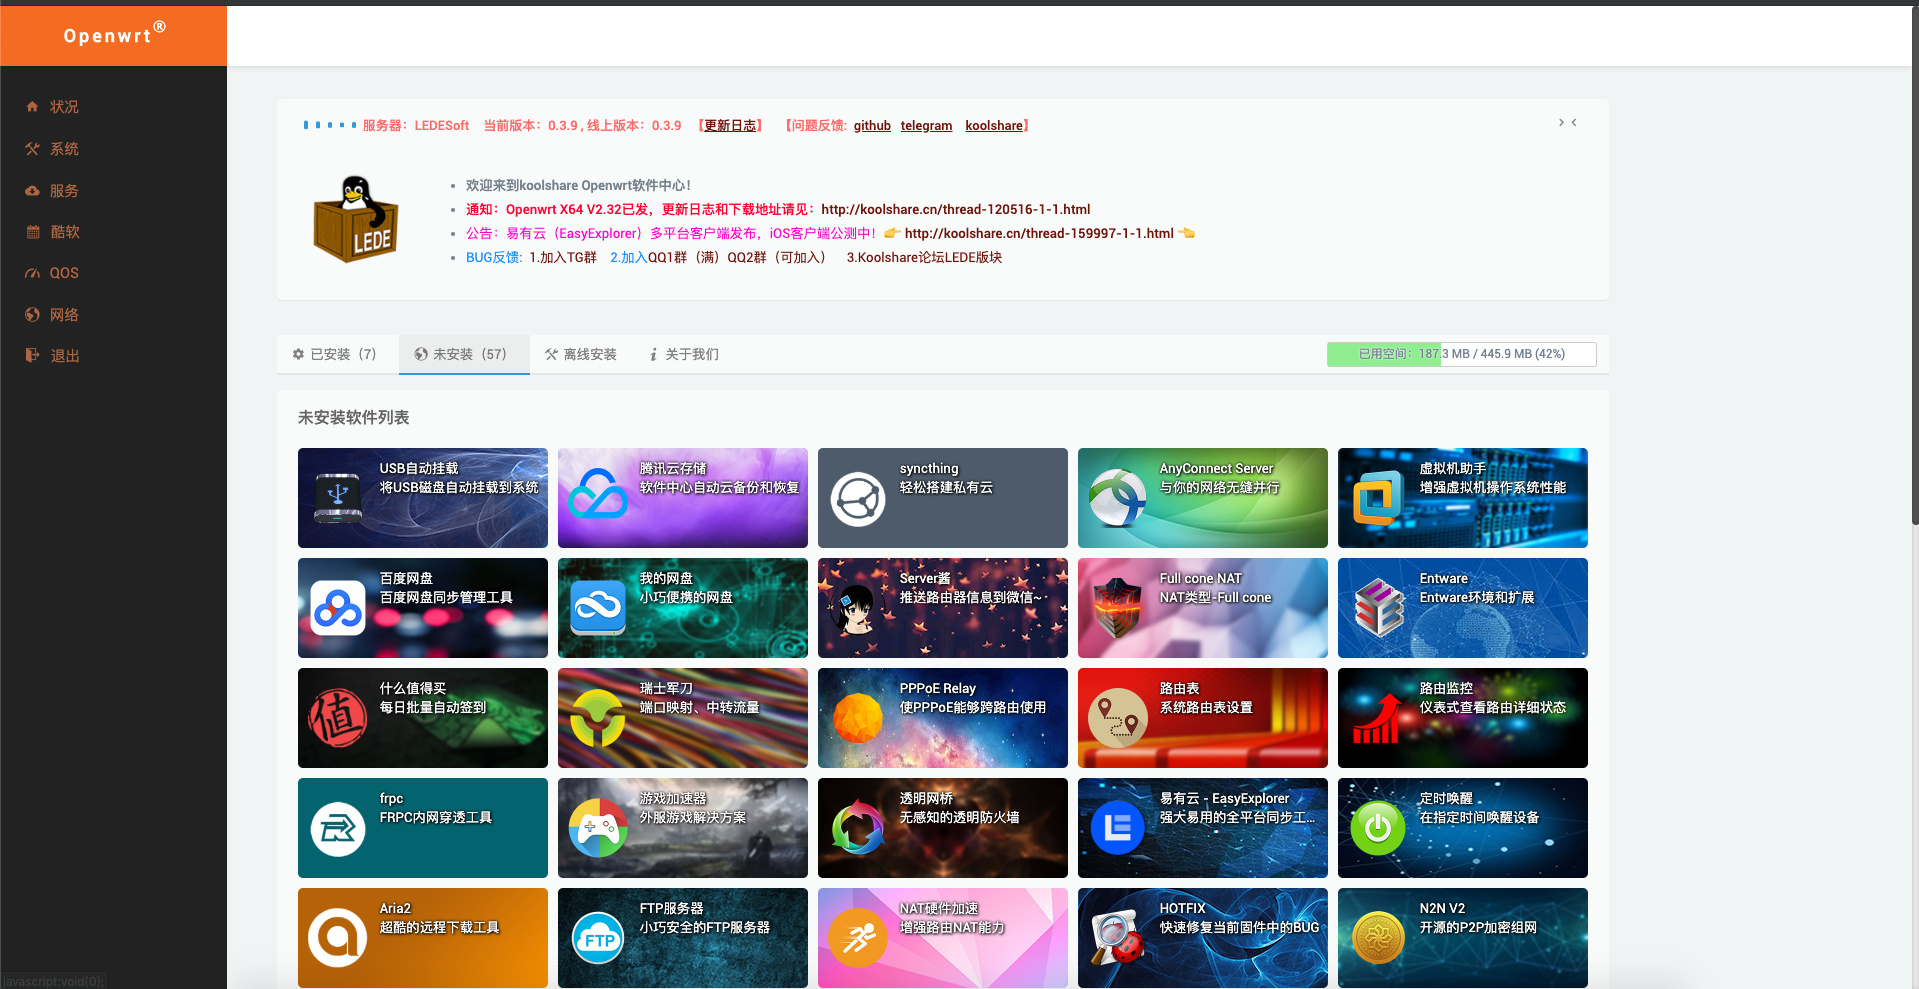 Openwrt®
状况
系统
服务
酷软
QOS
网络
退出
服务器：LEDESoft 当前版本：0.3.9 , 线上版本：0.3.9 【更新日志】 【问题反馈: github telegram koolshare】
LEDE
欢迎来到koolshare Openwrt软件中心！
通知：Openwrt X64 V2.32已发，更新日志和下载地址请见：http://koolshare.cn/thread-120516-1-1.html
公告：易有云（EasyExplorer）多平台客户端发布，iOS客户端公测中！👉 http://koolshare.cn/thread-159997-1-1.html 👈
BUG反馈: 1.加入TG群 2.加入QQ1群（满）QQ2群（可加入） 3.Koolshare论坛LEDE版块
已安装（7） 未安装（57） 离线安装 关于我们 已用空间：187.3 MB / 445.9 MB (42%)
未安装软件列表
USB自动挂载
将USB磁盘自动挂载到系统
腾讯云存储
软件中心自动云备份和恢复
syncthing
轻松搭建私有云
AnyConnect Server
与你的网络无缝并行
虚拟机助手
增强虚拟机操作系统性能
百度网盘
百度网盘同步管理工具
我的网盘
小巧便携的网盘
Server酱
推送路由器信息到微信~
Full cone NAT
NAT类型-Full cone
Entware
Entware环境和扩展
值
什么值得买
每日批量自动签到
瑞士军刀
端口映射、中转流量
PPPoE Relay
使PPPoE能够跨路由使用
路由表
系统路由表设置
路由监控
仪表式查看路由详细状态
frpc
FRPC内网穿透工具
游戏加速器
外服游戏解决方案
透明网桥
无感知的透明防火墙
易有云 - EasyExplorer
强大易用的全平台同步工...
定时唤醒
在指定时间唤醒设备
Aria2
超酷的远程下载工具
FTP
FTP服务器
小巧安全的FTP服务器
NAT硬件加速
增强路由NAT能力
HOTFIX
快速修复当前固件中的BUG
N2N V2
开源的P2P加密组网
javascript:void(0);